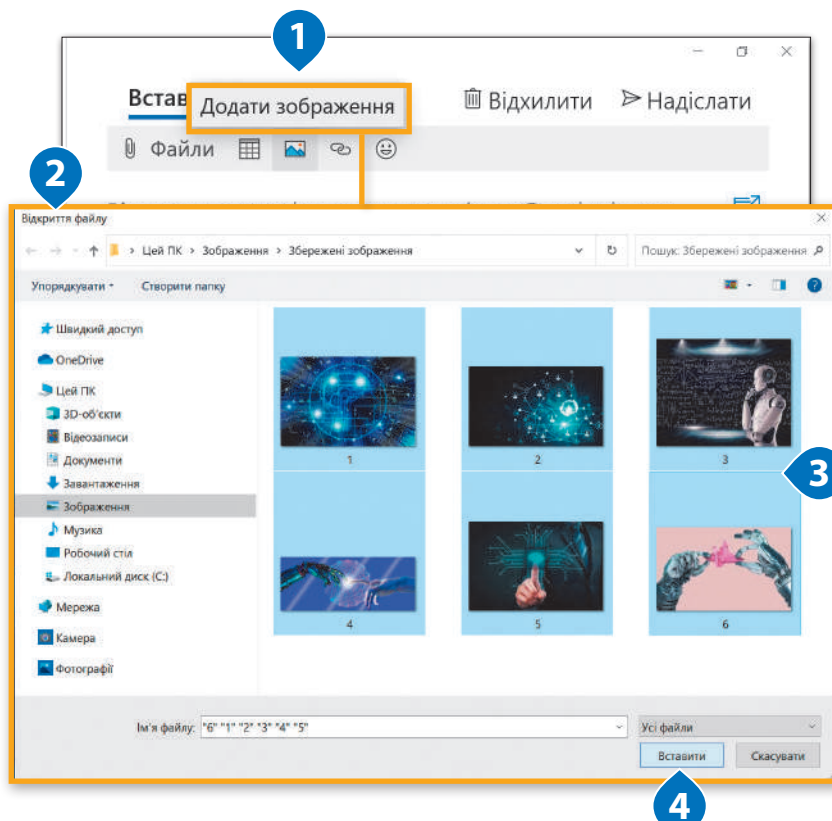 1
Встав
Додати зображення
Відхилити
Надіслати
Файли
2
Відкриття файлу
Цей ПК > Зображення > Збережені зображення
Пошук: Збережені зображення
Упорядкувати
Створити папку
?
Швидкий доступ
OneDrive
Цей ПК
3D-об'єкти
Відеозаписи
Документи
Завантаження
Зображення
Музика
Робочий стіл
Локальний диск (C:)
Мережа
Камера
Фотографії
1
2
3
3
4
5
6
Ім'я файлу: "6" "1" "2" "3" "4" "5"
Усі файли
Вставити
Скасувати
4